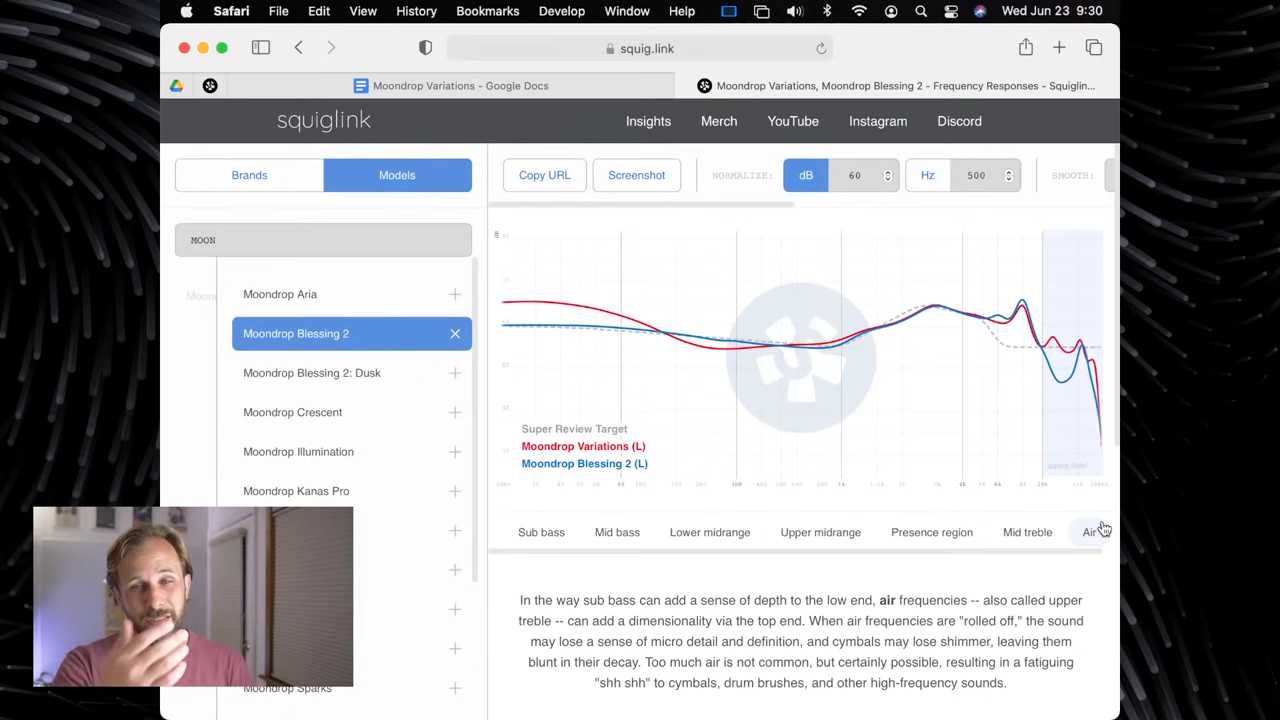 Safari File Edit View History Bookmarks Develop Window Help Wed Jun 23 9:30
squig.link
Moondrop Variations - Google Docs
Moondrop Variations, Moondrop Blessing 2 - Frequency Responses - Squiglin...
squiglink
Insights Merch YouTube Instagram Discord
Brands Models
Copy URL Screenshot NORMALIZE: dB 60 Hz 500 SMOOTH:
MOON
Moon
Moondrop Aria
Moondrop Blessing 2
Moondrop Blessing 2: Dusk
Moondrop Crescent
Moondrop Illumination
Moondrop Kanas Pro
Moondrop Sparks
dB
Super Review Target
Moondrop Variations (L)
Moondrop Blessing 2 (L)
squig.link/
Sub bass Mid bass Lower midrange Upper midrange Presence region Mid treble Air
In the way sub bass can add a sense of depth to the low end, air frequencies -- also called upper
treble -- can add a dimensionality via the top end. When air frequencies are "rolled off," the sound
may lose a sense of micro detail and definition, and cymbals may lose shimmer, leaving them
blunt in their decay. Too much air is not common, but certainly possible, resulting in a fatiguing
"shh shh" to cymbals, drum brushes, and other high-frequency sounds.